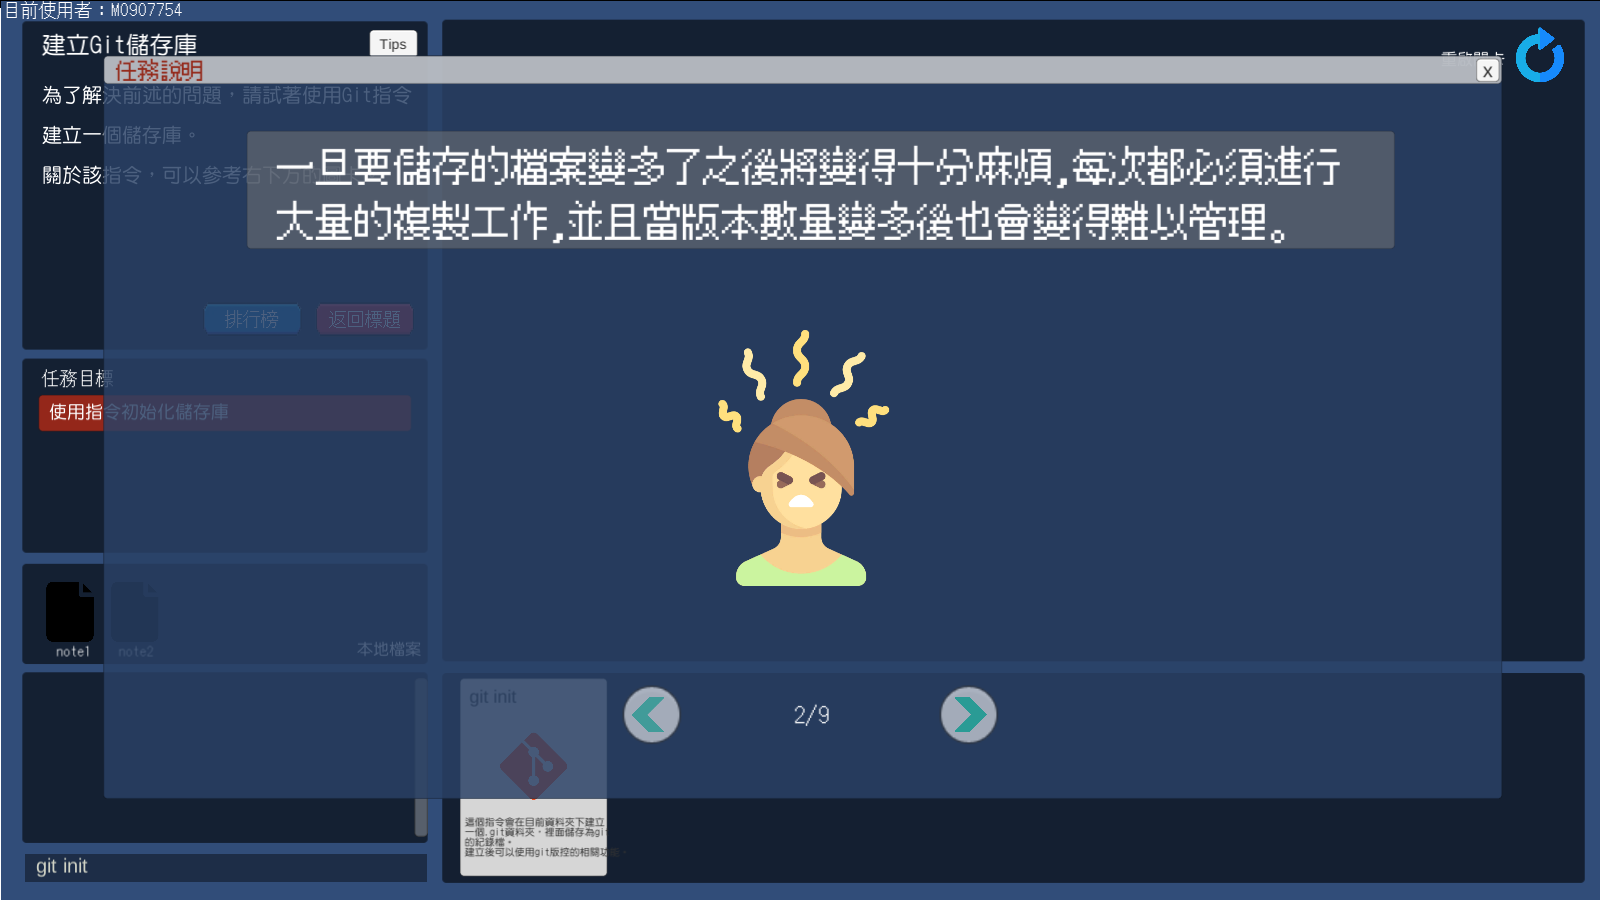 目前使用者：M0907754
建立Git儲存庫
Tips
重啟關卡
任務說明
x
為了解決前述的問題，請試著使用Git指令
建立一個儲存庫。
關於該指令，可以參考右下方的
一旦要儲存的檔案變多了之後將變得十分麻煩,每次都必須進行
大量的複製工作,並且當版本數量變多後也會變得難以管理。
排行榜
返回標題
任務目標
使用指令初始化儲存庫
note1
note2
本地檔案
git init
2/9
這個指令會在目前資料夾下建立
一個.git資料夾，裡面儲存為git
的記錄檔。
建立後可以使用git版控的相關功能。
git init